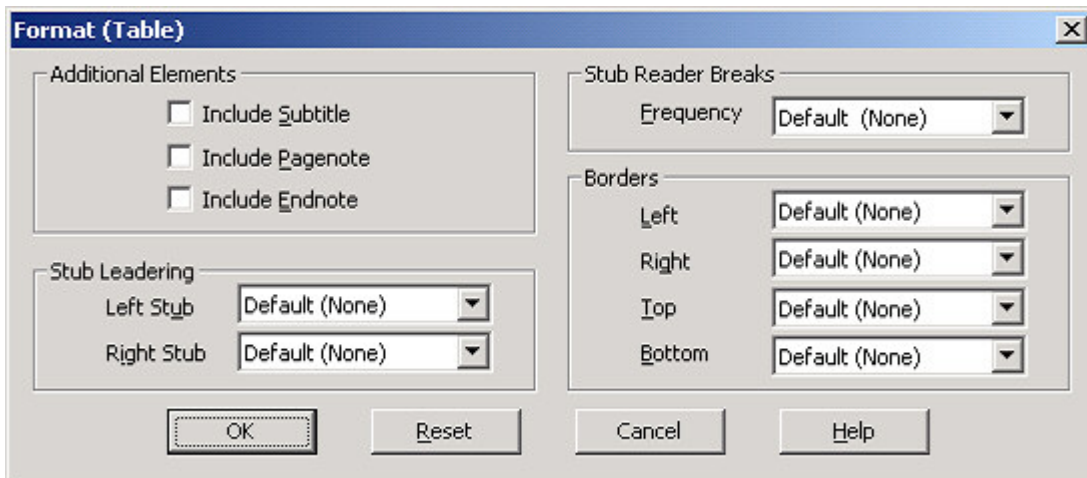 Format (Table)
Additional Elements
Include Subtitle
Include Pagenote
Include Endnote
Stub Leadering
Left Stub Default (None)
Right Stub Default (None)
Stub Reader Breaks
Frequency Default (None)
Borders
Left Default (None)
Right Default (None)
Top Default (None)
Bottom Default (None)
OK Reset Cancel Help